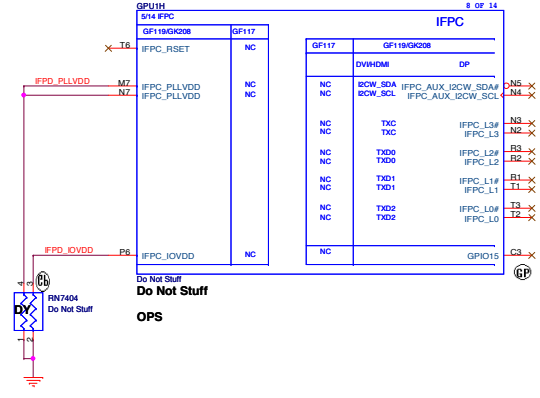 GPU1H
8 OF 14
5/14 IFPC
IFPC
GF119/GK208
GF117
GF117
GF119/GK208
T6
IFPC_RSET
NC
DVI/HDMI
DP
IFPD_PLLVDD
M7
IFPC_PLLVDD
NC
NC
I2CW_SDA
IFPC_AUX_I2CW_SDA#
N5
N7
IFPC_PLLVDD
NC
NC
I2CW_SCL
IFPC_AUX_I2CW_SCL
N4
NC
TXC
IFPC_L3#
N3
NC
TXC
IFPC_L3
N2
NC
TXD0
IFPC_L2#
R3
NC
TXD0
IFPC_L2
R2
NC
TXD1
IFPC_L1#
R1
NC
TXD1
IFPC_L1
T1
NC
TXD2
IFPC_L0#
T3
NC
TXD2
IFPC_L0
T2
IFPD_IOVDD
P6
IFPC_IOVDD
NC
NC
GPIO15
C3
GP
Do Not Stuff
Do Not Stuff
OPS
4
3
RN7404
DY
Do Not Stuff
1
2